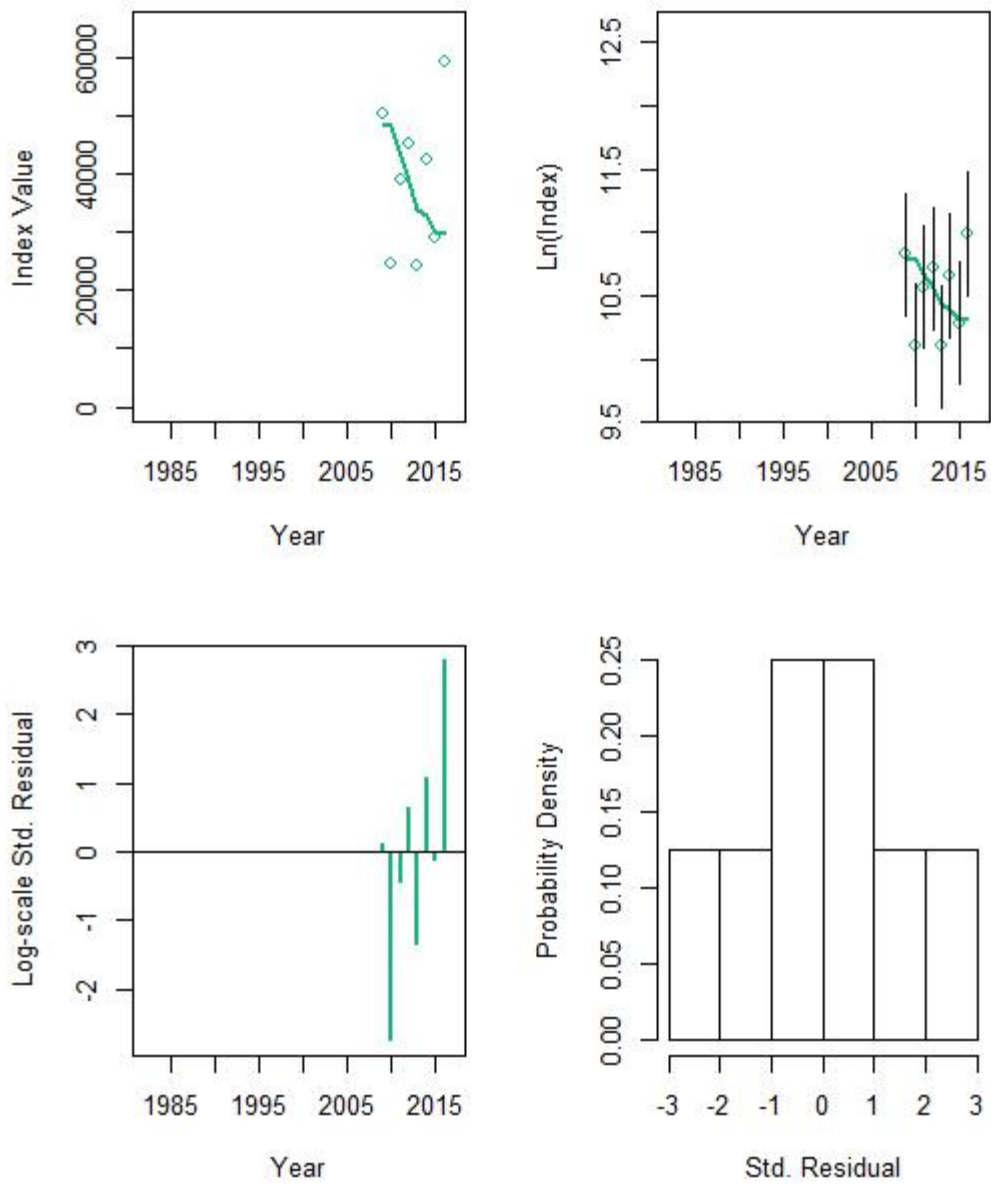 Index Value
0 20000 40000 60000
1985 1995 2005 2015
Year
Ln(Index)
9.5 10.5 11.5 12.5
1985 1995 2005 2015
Year
Log-scale Std. Residual
-2 -1 0 1 2 3
1985 1995 2005 2015
Year
Probability Density
0.00 0.05 0.10 0.15 0.20 0.25
-3 -2 -1 0 1 2 3
Std. Residual